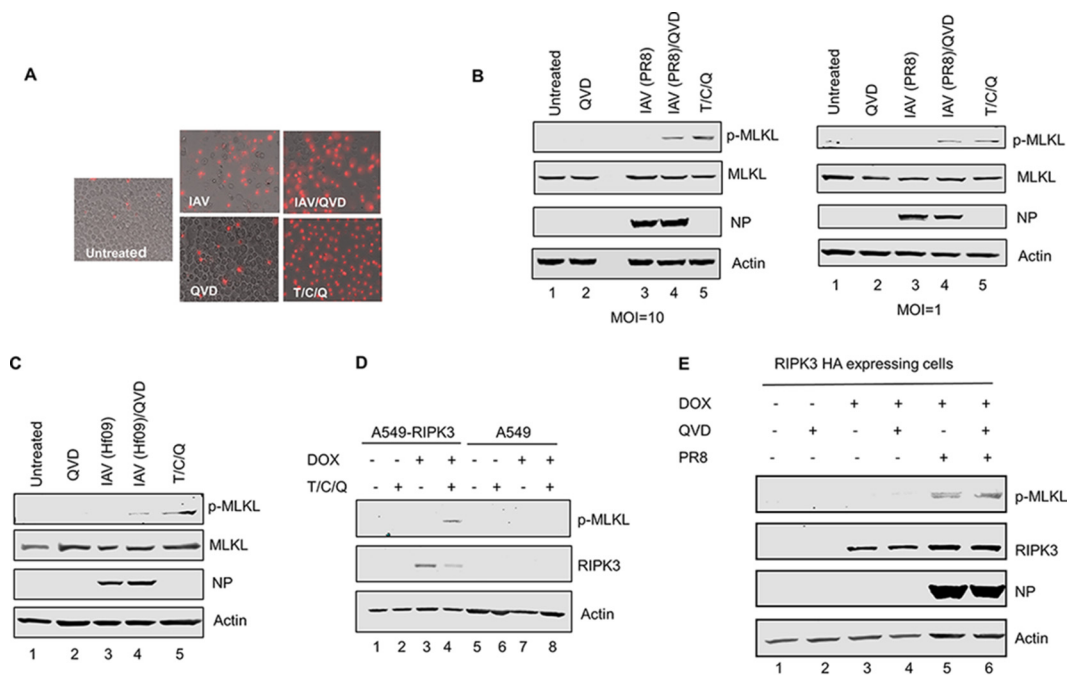 A
Untreated
IAV
IAV/QVD
QVD
T/C/Q
B
Untreated
QVD
IAV (PR8)
IAV (PR8)/QVD
T/C/Q
p-MLKL
MLKL
NP
Actin
1 2 3 4 5
MOI=10
Untreated
QVD
IAV (PR8)
IAV (PR8)/QVD
T/C/Q
p-MLKL
MLKL
NP
Actin
1 2 3 4 5
MOI=1
C
Untreated
QVD
IAV (Hf09)
IAV (Hf09)/QVD
T/C/Q
p-MLKL
MLKL
NP
Actin
1 2 3 4 5
D
A549-RIPK3 A549
DOX - - + + - - + +
T/C/Q - + - + - + - +
p-MLKL
RIPK3
Actin
1 2 3 4 5 6 7 8
E
RIPK3 HA expressing cells
DOX - - + + + +
QVD - + - + - +
PR8 - - - - + +
p-MLKL
RIPK3
NP
Actin
1 2 3 4 5 6